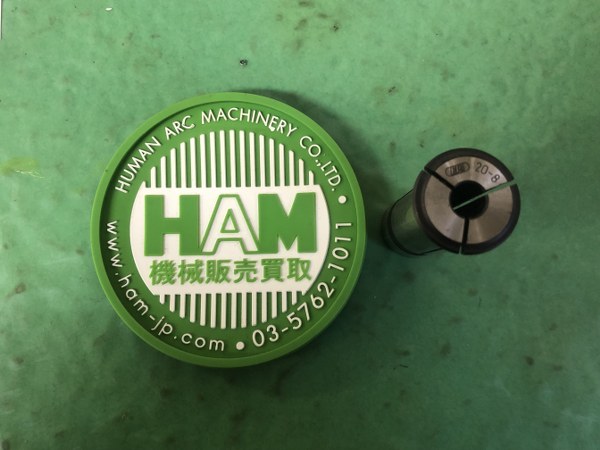 HUMAN ARC MACHINERY CO.,LTD.
HAM
機械販売買取
www.ham-jp.com • 03-5762-1011 •
20-8